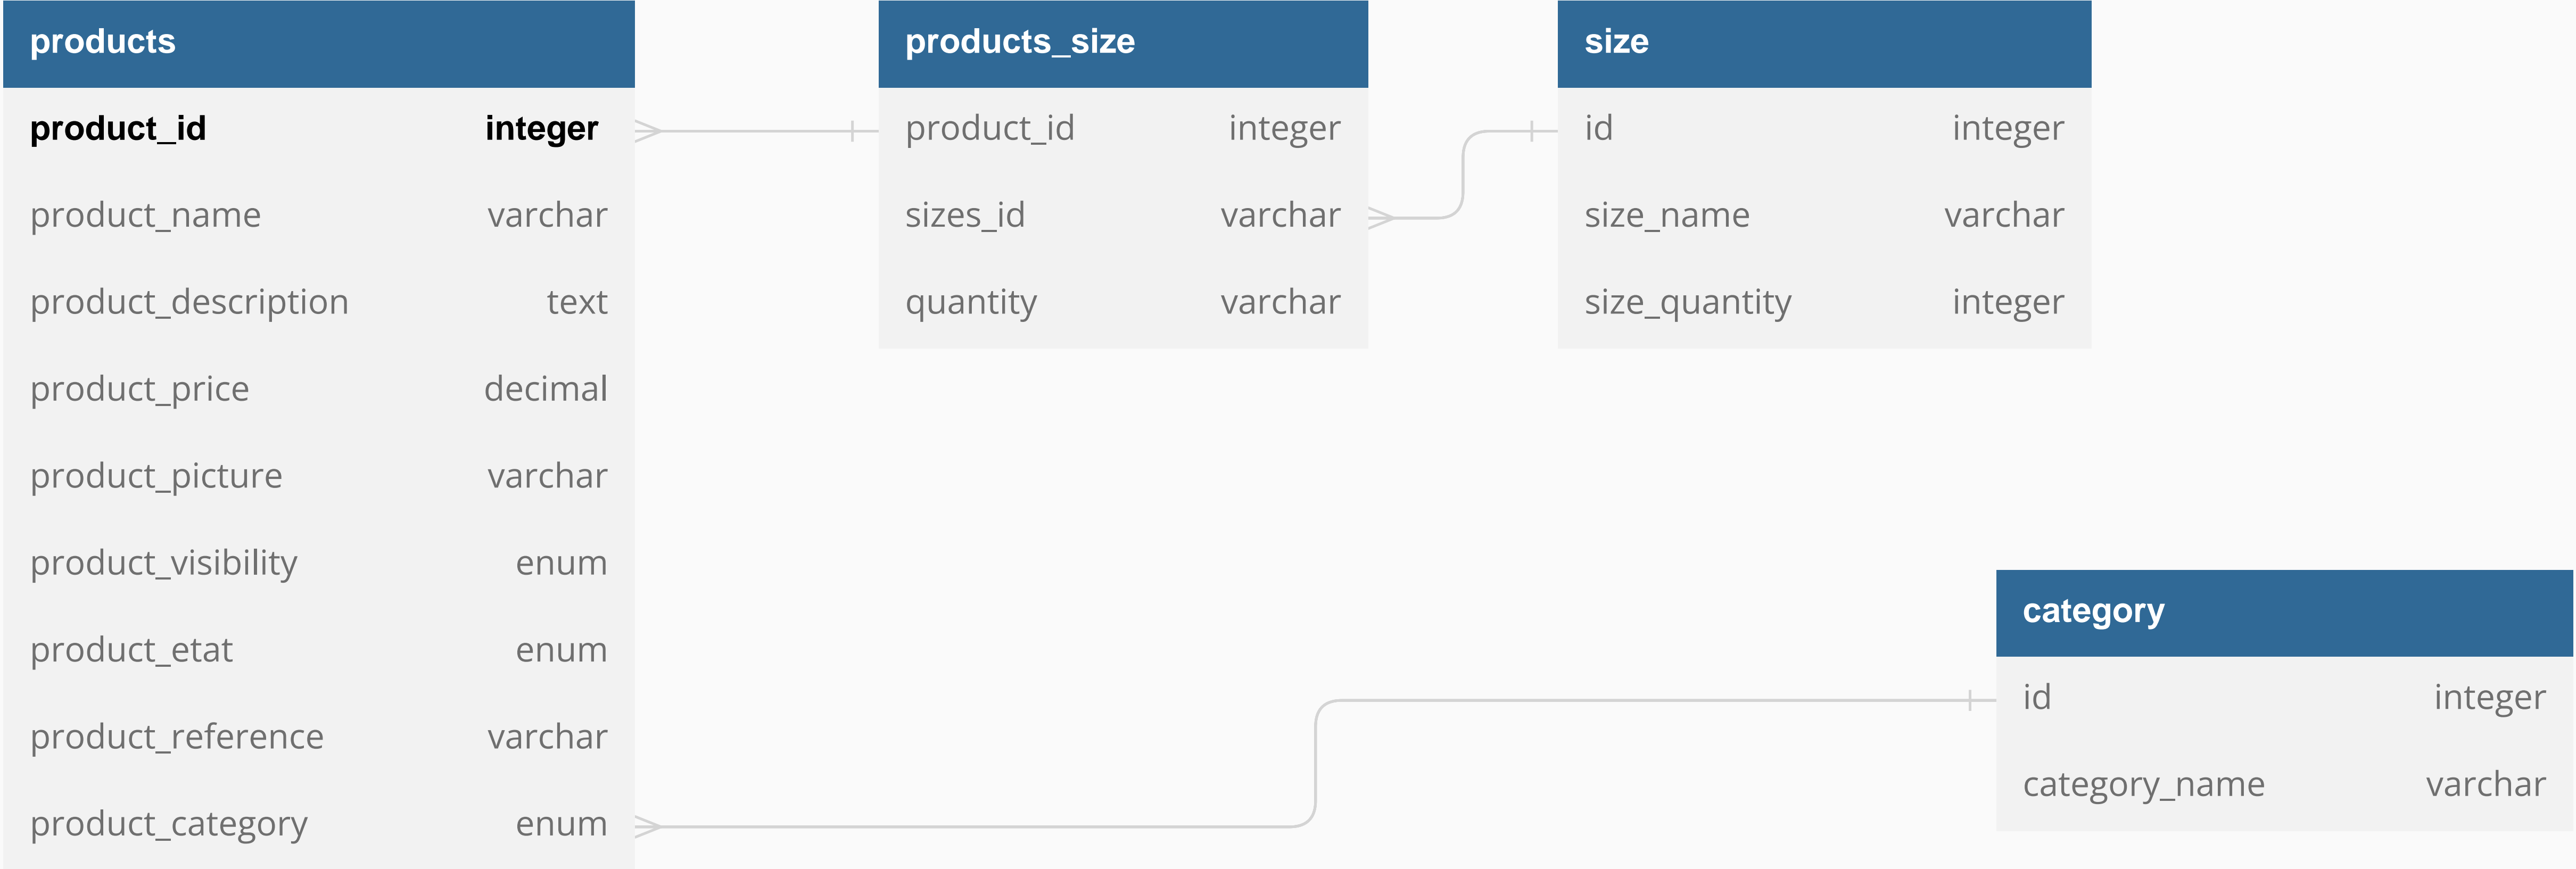 products
product_id integer
product_name varchar
product_description text
product_price decimal
product_picture varchar
product_visibility enum
product_etat enum
product_reference varchar
product_category enum
products_size
product_id integer
sizes_id varchar
quantity varchar
size
id integer
size_name varchar
size_quantity integer
category
id integer
category_name varchar